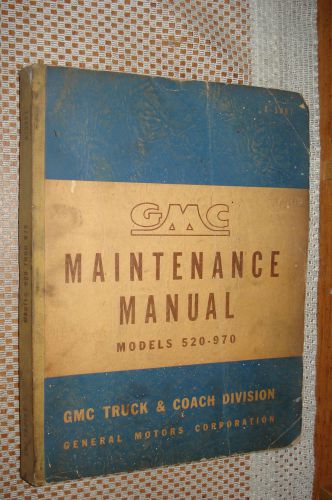 GMC
MAINTENANCE
MANUAL
MODELS 520-970
GMC TRUCK & COACH DIVISION
GENERAL MOTORS CORPORATION